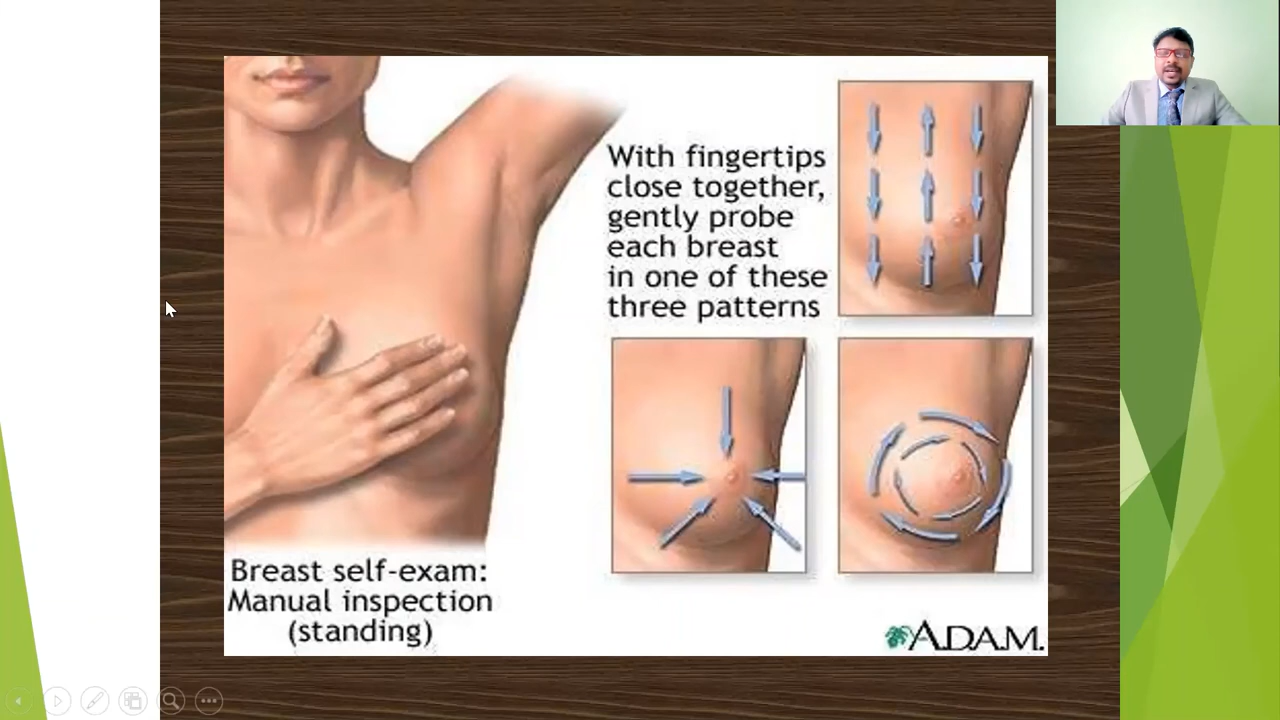 With fingertips
close together,
gently probe
each breast
in one of these
three patterns
Breast self-exam:
Manual inspection
(standing)
A.D.A.M.